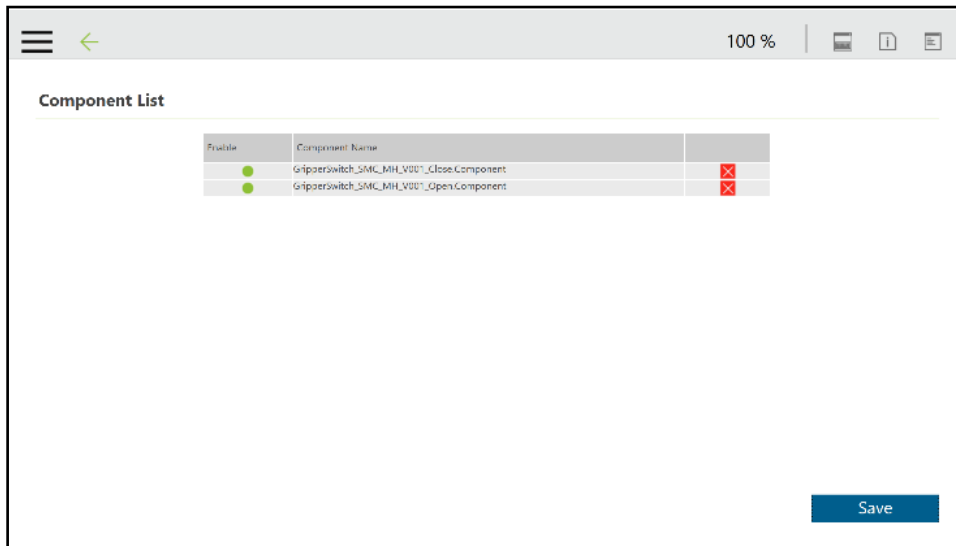 100 %
Component List
Enable Component Name
GripperSwitch_SMC_MH_V001_Close.Component
GripperSwitch_SMC_MH_V001_Open.Component
Save